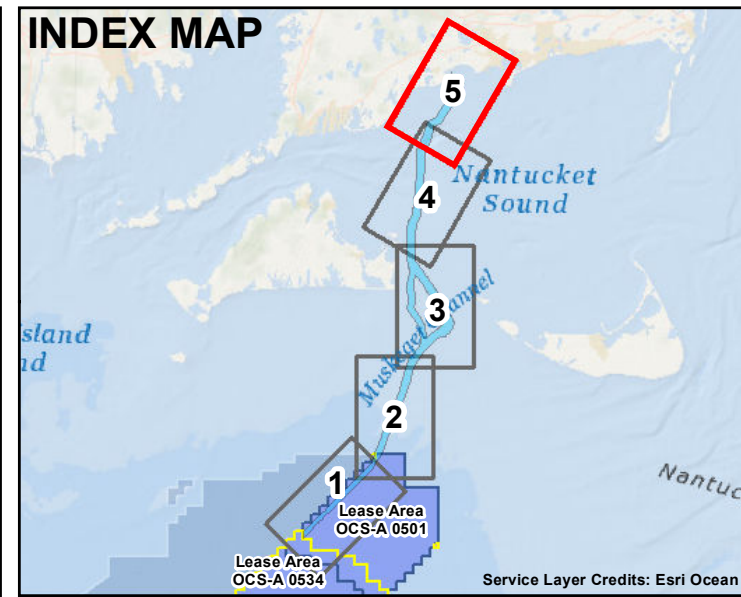 INDEX MAP
5
Nantucket
Sound
4
3
Muskeget Channel
sland
nd
2
1
Nantuc
Lease Area
OCS-A 0501
Lease Area
OCS-A 0534
Service Layer Credits: Esri Ocean